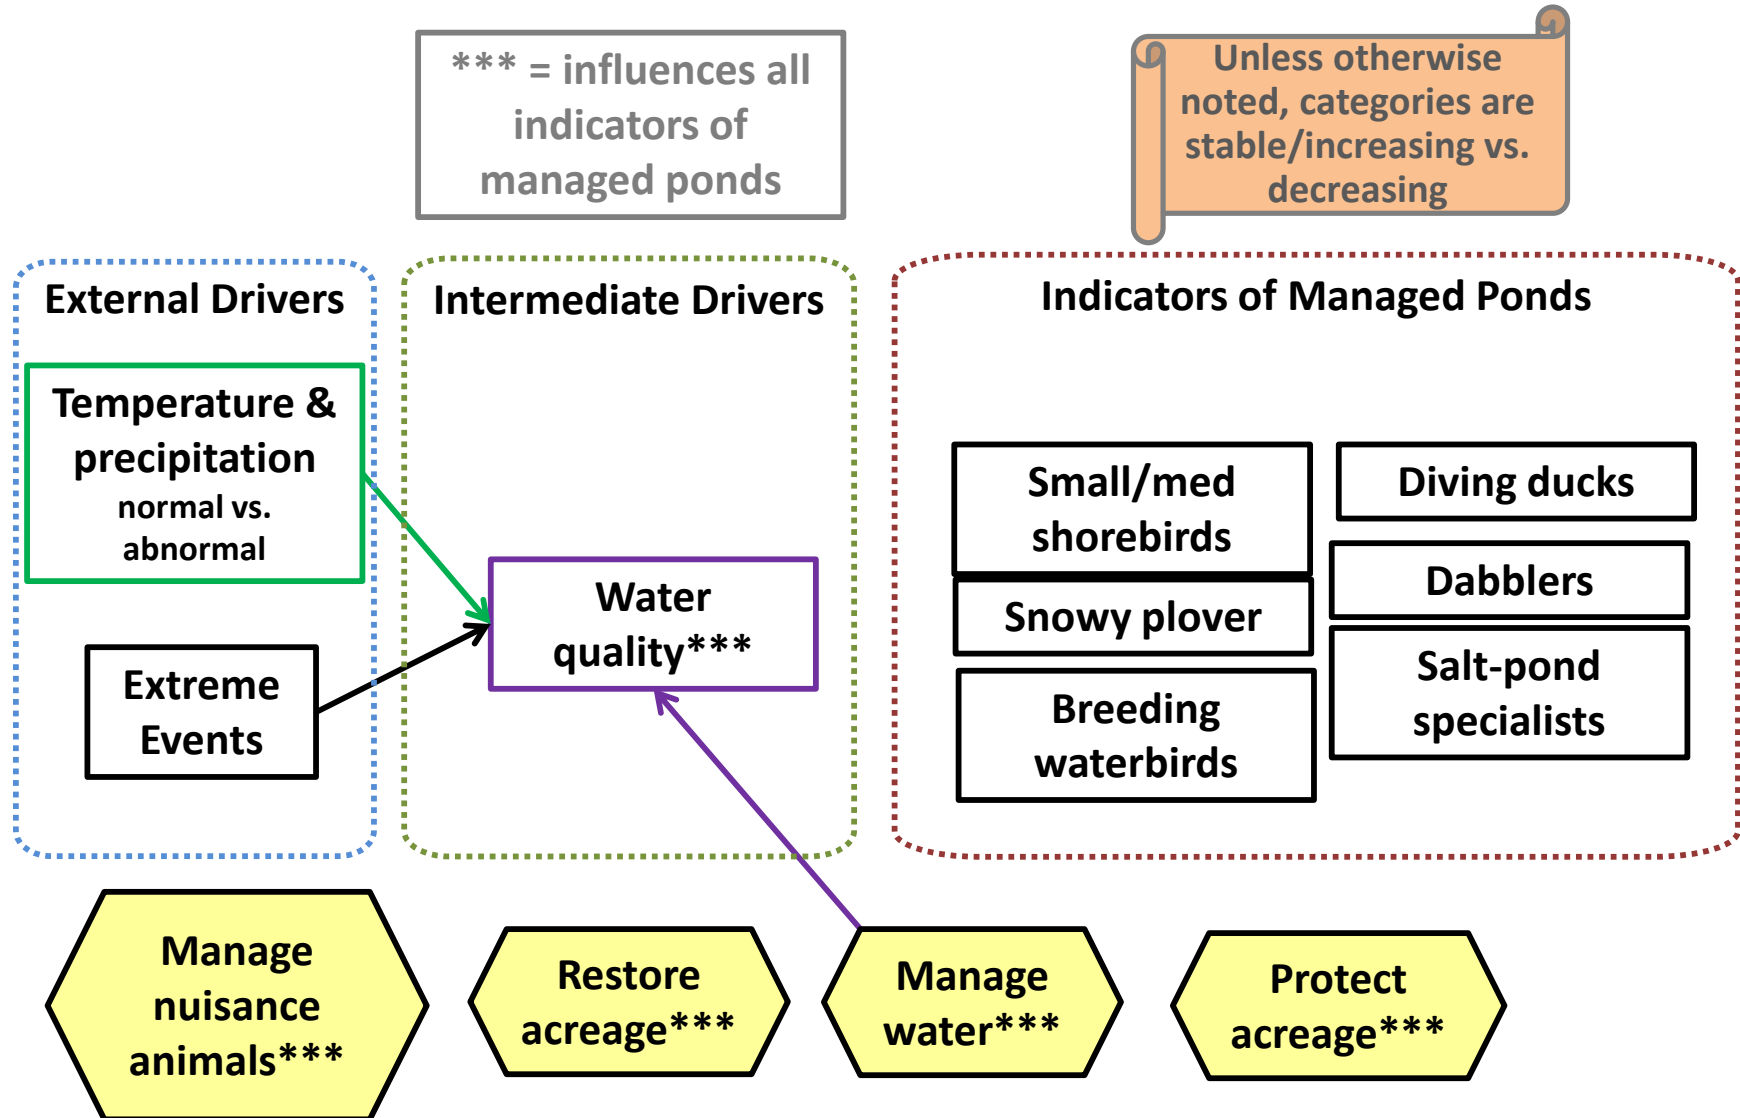 *** = influences all
indicators of
managed ponds
Unless otherwise
noted, categories are
stable/increasing vs.
decreasing
External Drivers
Temperature &
precipitation
normal vs.
abnormal
Extreme
Events
Intermediate Drivers
Water
quality***
Indicators of Managed Ponds
Small/med
shorebirds
Snowy plover
Breeding
waterbirds
Diving ducks
Dabblers
Salt-pond
specialists
Manage
nuisance
animals***
Restore
acreage***
Manage
water***
Protect
acreage***